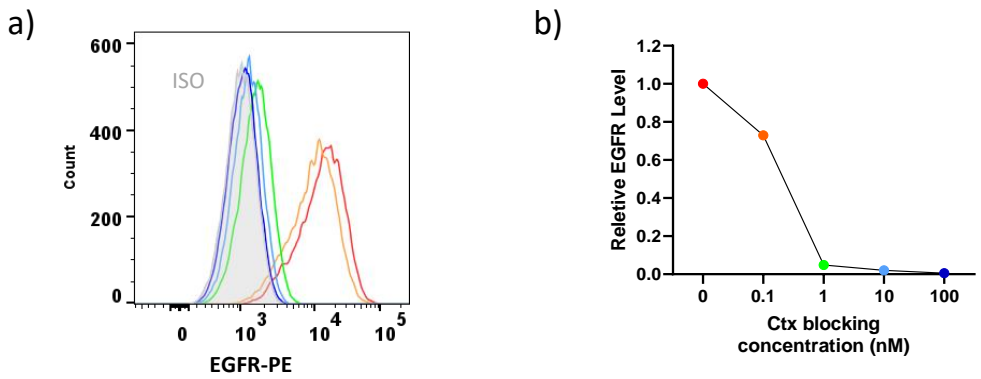 a)
600
400
200
0
Count
ISO
0
10 3
10 4
10 5
EGFR-PE
b)
1.2
1.0
0.8
0.6
0.4
0.2
0.0
Reletive EGFR Level
0 0.1 1 10 100
Ctx blocking
concentration (nM)